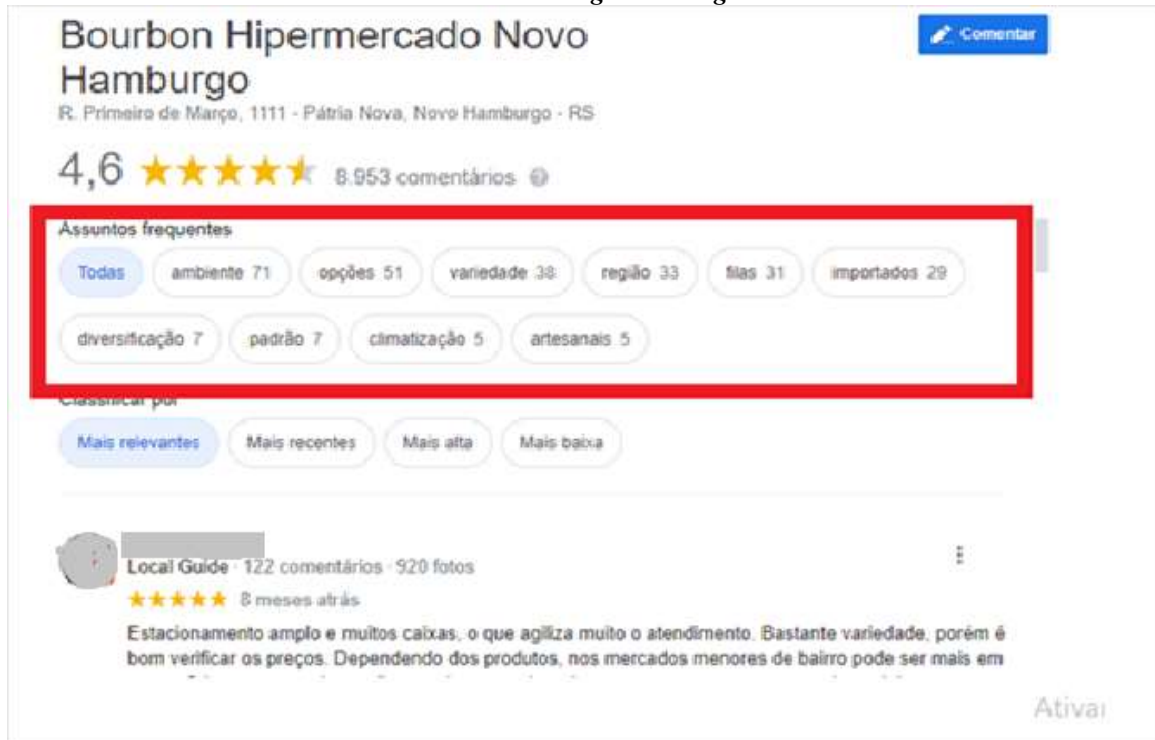 Bourbon Hipermercado Novo
Comentar
Hamburgo
R. Primeiro de Março, 1111 - Pátria Nova, Novo Hamburgo - RS
4,6 8.953 comentários
Assuntos frequentes
Todas ambiente 71 opções 51 variedade 38 região 33 filas 31 importados 29
diversificação 7 padrão 7 climatização 5 artesanais 5
Classificar por
Mais relevantes Mais recentes Mais alta Mais baixa
Local Guide · 122 comentários · 920 fotos
8 meses atrás
Estacionamento amplo e muitos caixas, o que agiliza muito o atendimento. Bastante variedade, porém é
bom verificar os preços. Dependendo dos produtos, nos mercados menores de bairro pode ser mais em
Ativar